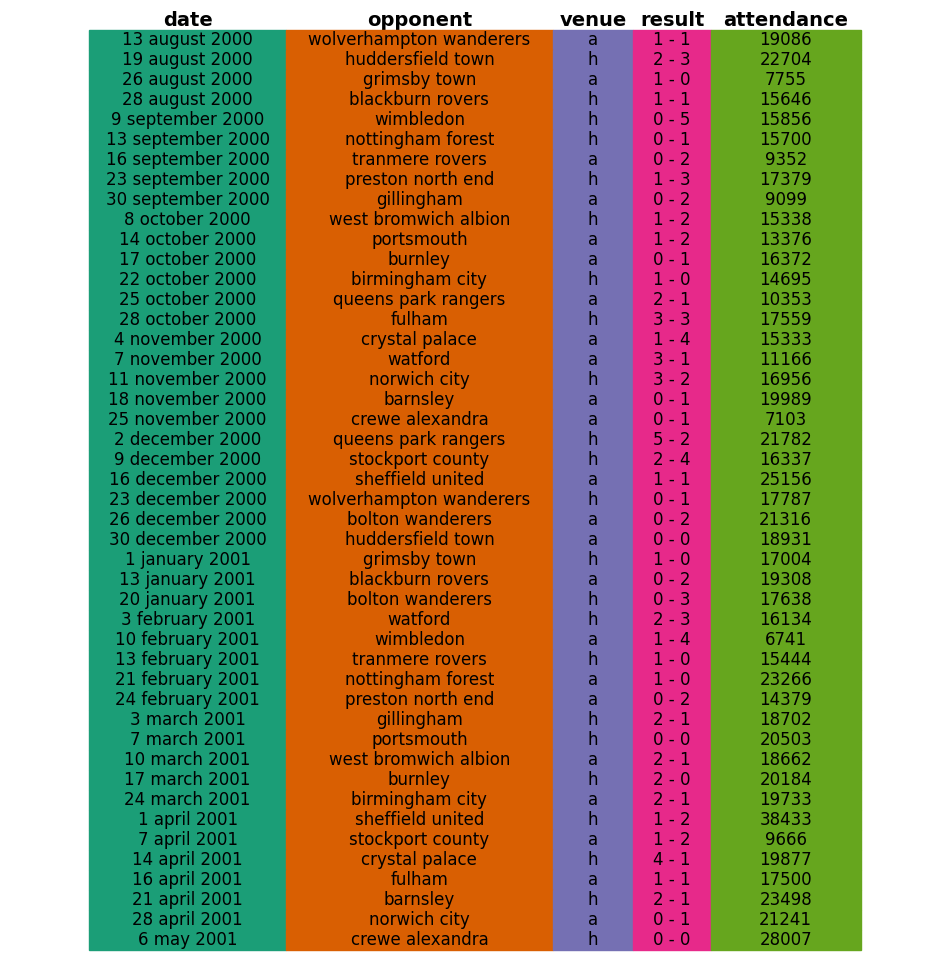 date opponent venue result attendance
13 august 2000 wolverhampton wanderers a 1 - 1 19086
19 august 2000 huddersfield town h 2 - 3 22704
26 august 2000 grimsby town a 1 - 0 7755
28 august 2000 blackburn rovers h 1 - 1 15646
9 september 2000 wimbledon h 0 - 5 15856
13 september 2000 nottingham forest h 0 - 1 15700
16 september 2000 tranmere rovers a 0 - 2 9352
23 september 2000 preston north end h 1 - 3 17379
30 september 2000 gillingham a 0 - 2 9099
8 october 2000 west bromwich albion h 1 - 2 15338
14 october 2000 portsmouth a 1 - 2 13376
17 october 2000 burnley a 0 - 1 16372
22 october 2000 birmingham city h 1 - 0 14695
25 october 2000 queens park rangers a 2 - 1 10353
28 october 2000 fulham h 3 - 3 17559
4 november 2000 crystal palace a 1 - 4 15333
7 november 2000 watford a 3 - 1 11166
11 november 2000 norwich city h 3 - 2 16956
18 november 2000 barnsley a 0 - 1 19989
25 november 2000 crewe alexandra a 0 - 1 7103
2 december 2000 queens park rangers h 5 - 2 21782
9 december 2000 stockport county h 2 - 4 16337
16 december 2000 sheffield united a 1 - 1 25156
23 december 2000 wolverhampton wanderers h 0 - 1 17787
26 december 2000 bolton wanderers a 0 - 2 21316
30 december 2000 huddersfield town a 0 - 0 18931
1 january 2001 grimsby town h 1 - 0 17004
13 january 2001 blackburn rovers a 0 - 2 19308
20 january 2001 bolton wanderers h 0 - 3 17638
3 february 2001 watford h 2 - 3 16134
10 february 2001 wimbledon a 1 - 4 6741
13 february 2001 tranmere rovers h 1 - 0 15444
21 february 2001 nottingham forest a 1 - 0 23266
24 february 2001 preston north end a 0 - 2 14379
3 march 2001 gillingham h 2 - 1 18702
7 march 2001 portsmouth h 0 - 0 20503
10 march 2001 west bromwich albion a 2 - 1 18662
17 march 2001 burnley h 2 - 0 20184
24 march 2001 birmingham city a 2 - 1 19733
1 april 2001 sheffield united h 1 - 2 38433
7 april 2001 stockport county a 1 - 2 9666
14 april 2001 crystal palace h 4 - 1 19877
16 april 2001 fulham a 1 - 1 17500
21 april 2001 barnsley h 2 - 1 23498
28 april 2001 norwich city a 0 - 1 21241
6 may 2001 crewe alexandra h 0 - 0 28007